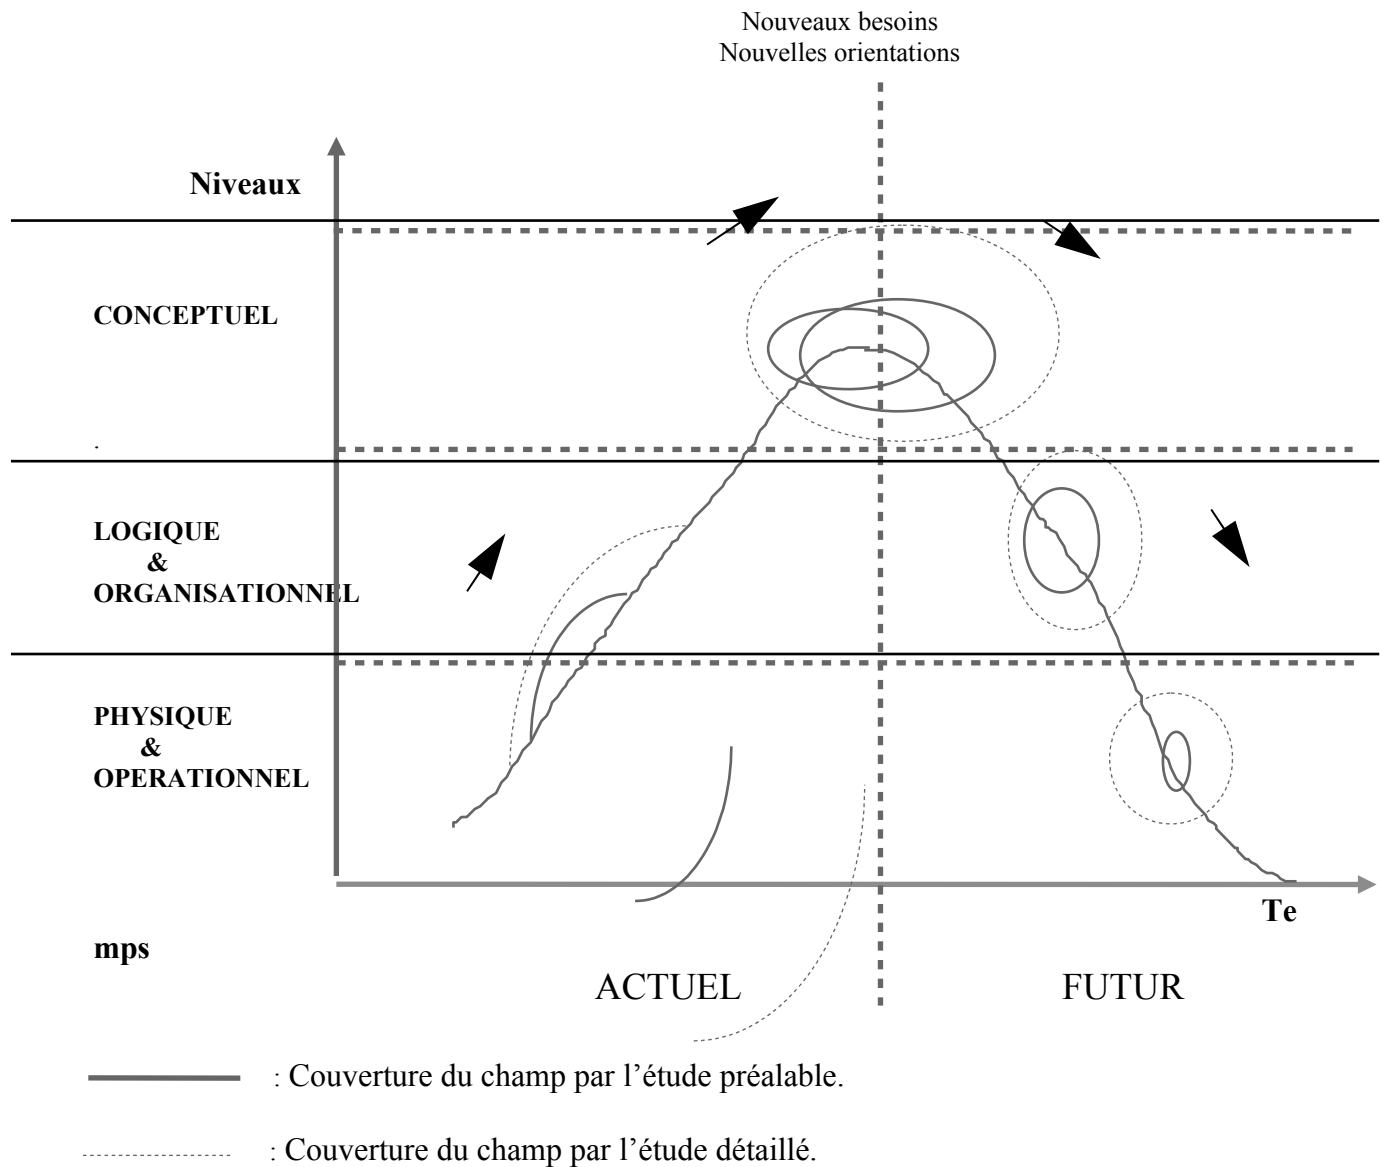 Nouveaux besoins
Nouvelles orientations
Niveaux
CONCEPTUEL
.
LOGIQUE
&
ORGANISATIONNEL
PHYSIQUE
&
OPERATIONNEL
Te
mps
ACTUEL
FUTUR
: Couverture du champ par l’étude préalable.
: Couverture du champ par l’étude détaillé.